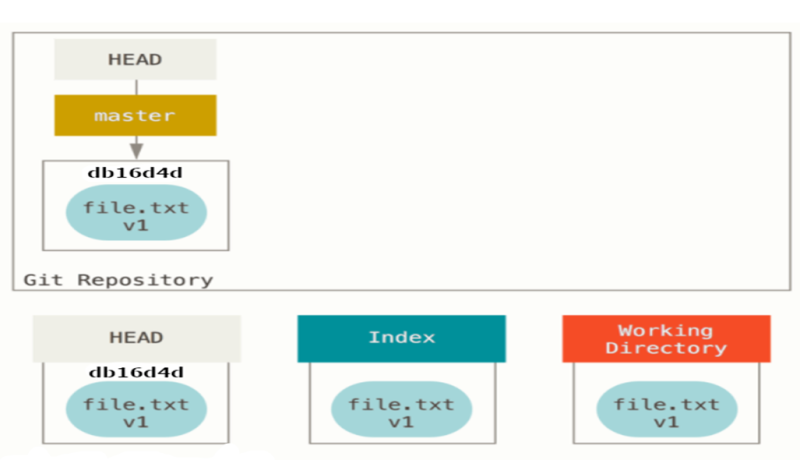 HEAD
master
db16d4d
file.txt
v1
Git Repository
HEAD
Index
Working
Directory
db16d4d
file.txt
v1
file.txt
v1
file.txt
v1